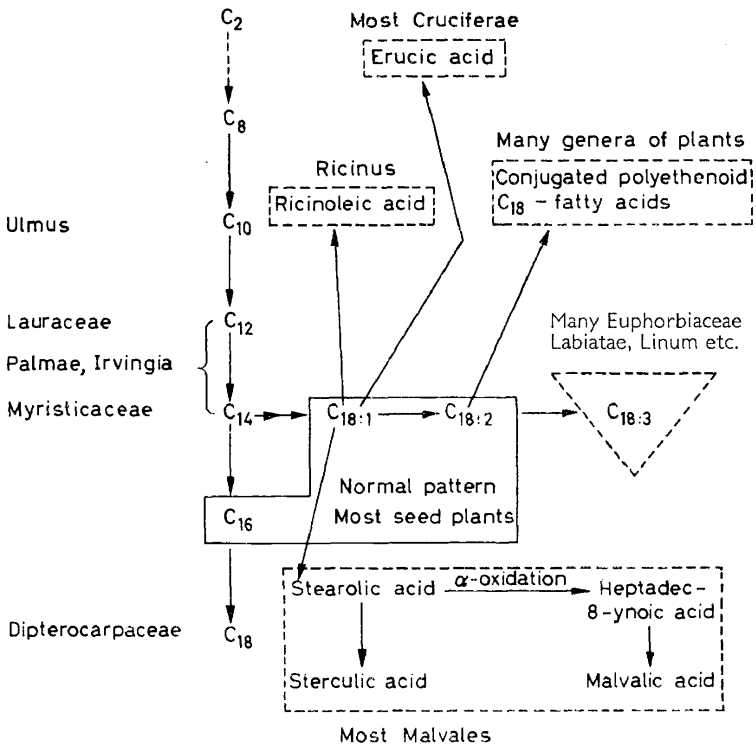 C2
Most Cruciferae
Erucic acid
C8
Many genera of plants
Ricinus
Conjugated polyethenoid
C18 – fatty acids
Ricinoleic acid
Ulmus
C10
Lauraceae
C12
Many Euphorbiaceae
Labiatae, Linum etc.
Palmae, Irvingia
Myristicaceae
C14
C18:1
C18:2
C18:3
Normal pattern
Most seed plants
C16
Stearolic acid
α-oxidation
Heptadec-
8-ynoic acid
Dipterocarpaceae
C18
Sterculic acid
Malvalic acid
Most Malvales